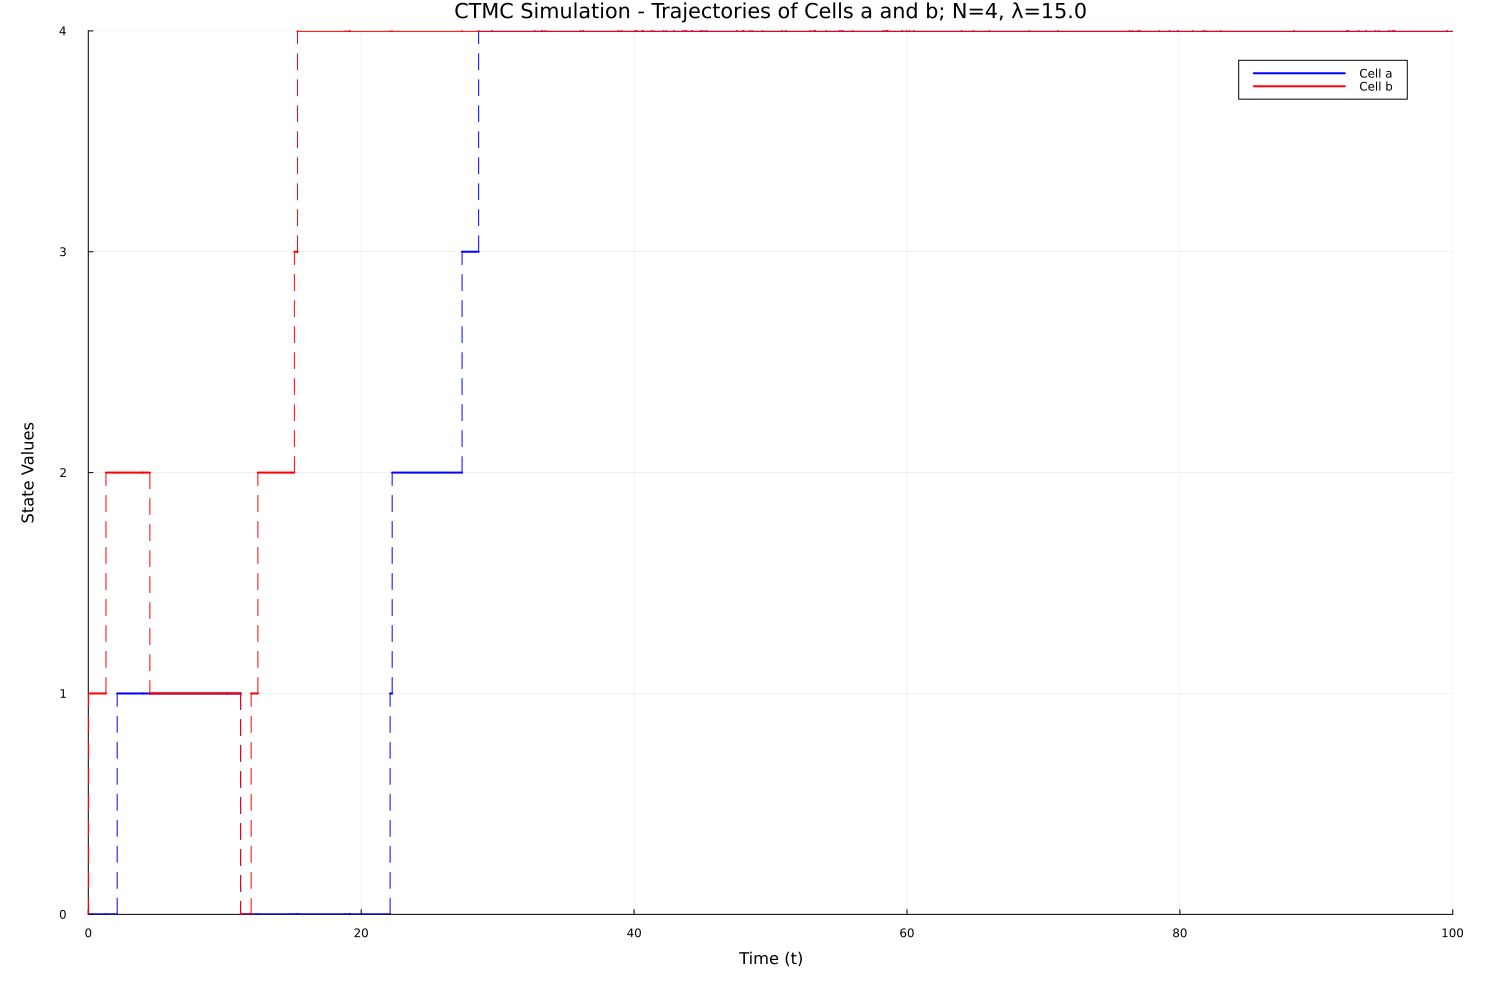 CTMC Simulation - Trajectories of Cells a and b; N=4, λ=15.0
4
Cell a
Cell b
3
State Values
2
1
0
0 20 40 60 80 100
Time (t)